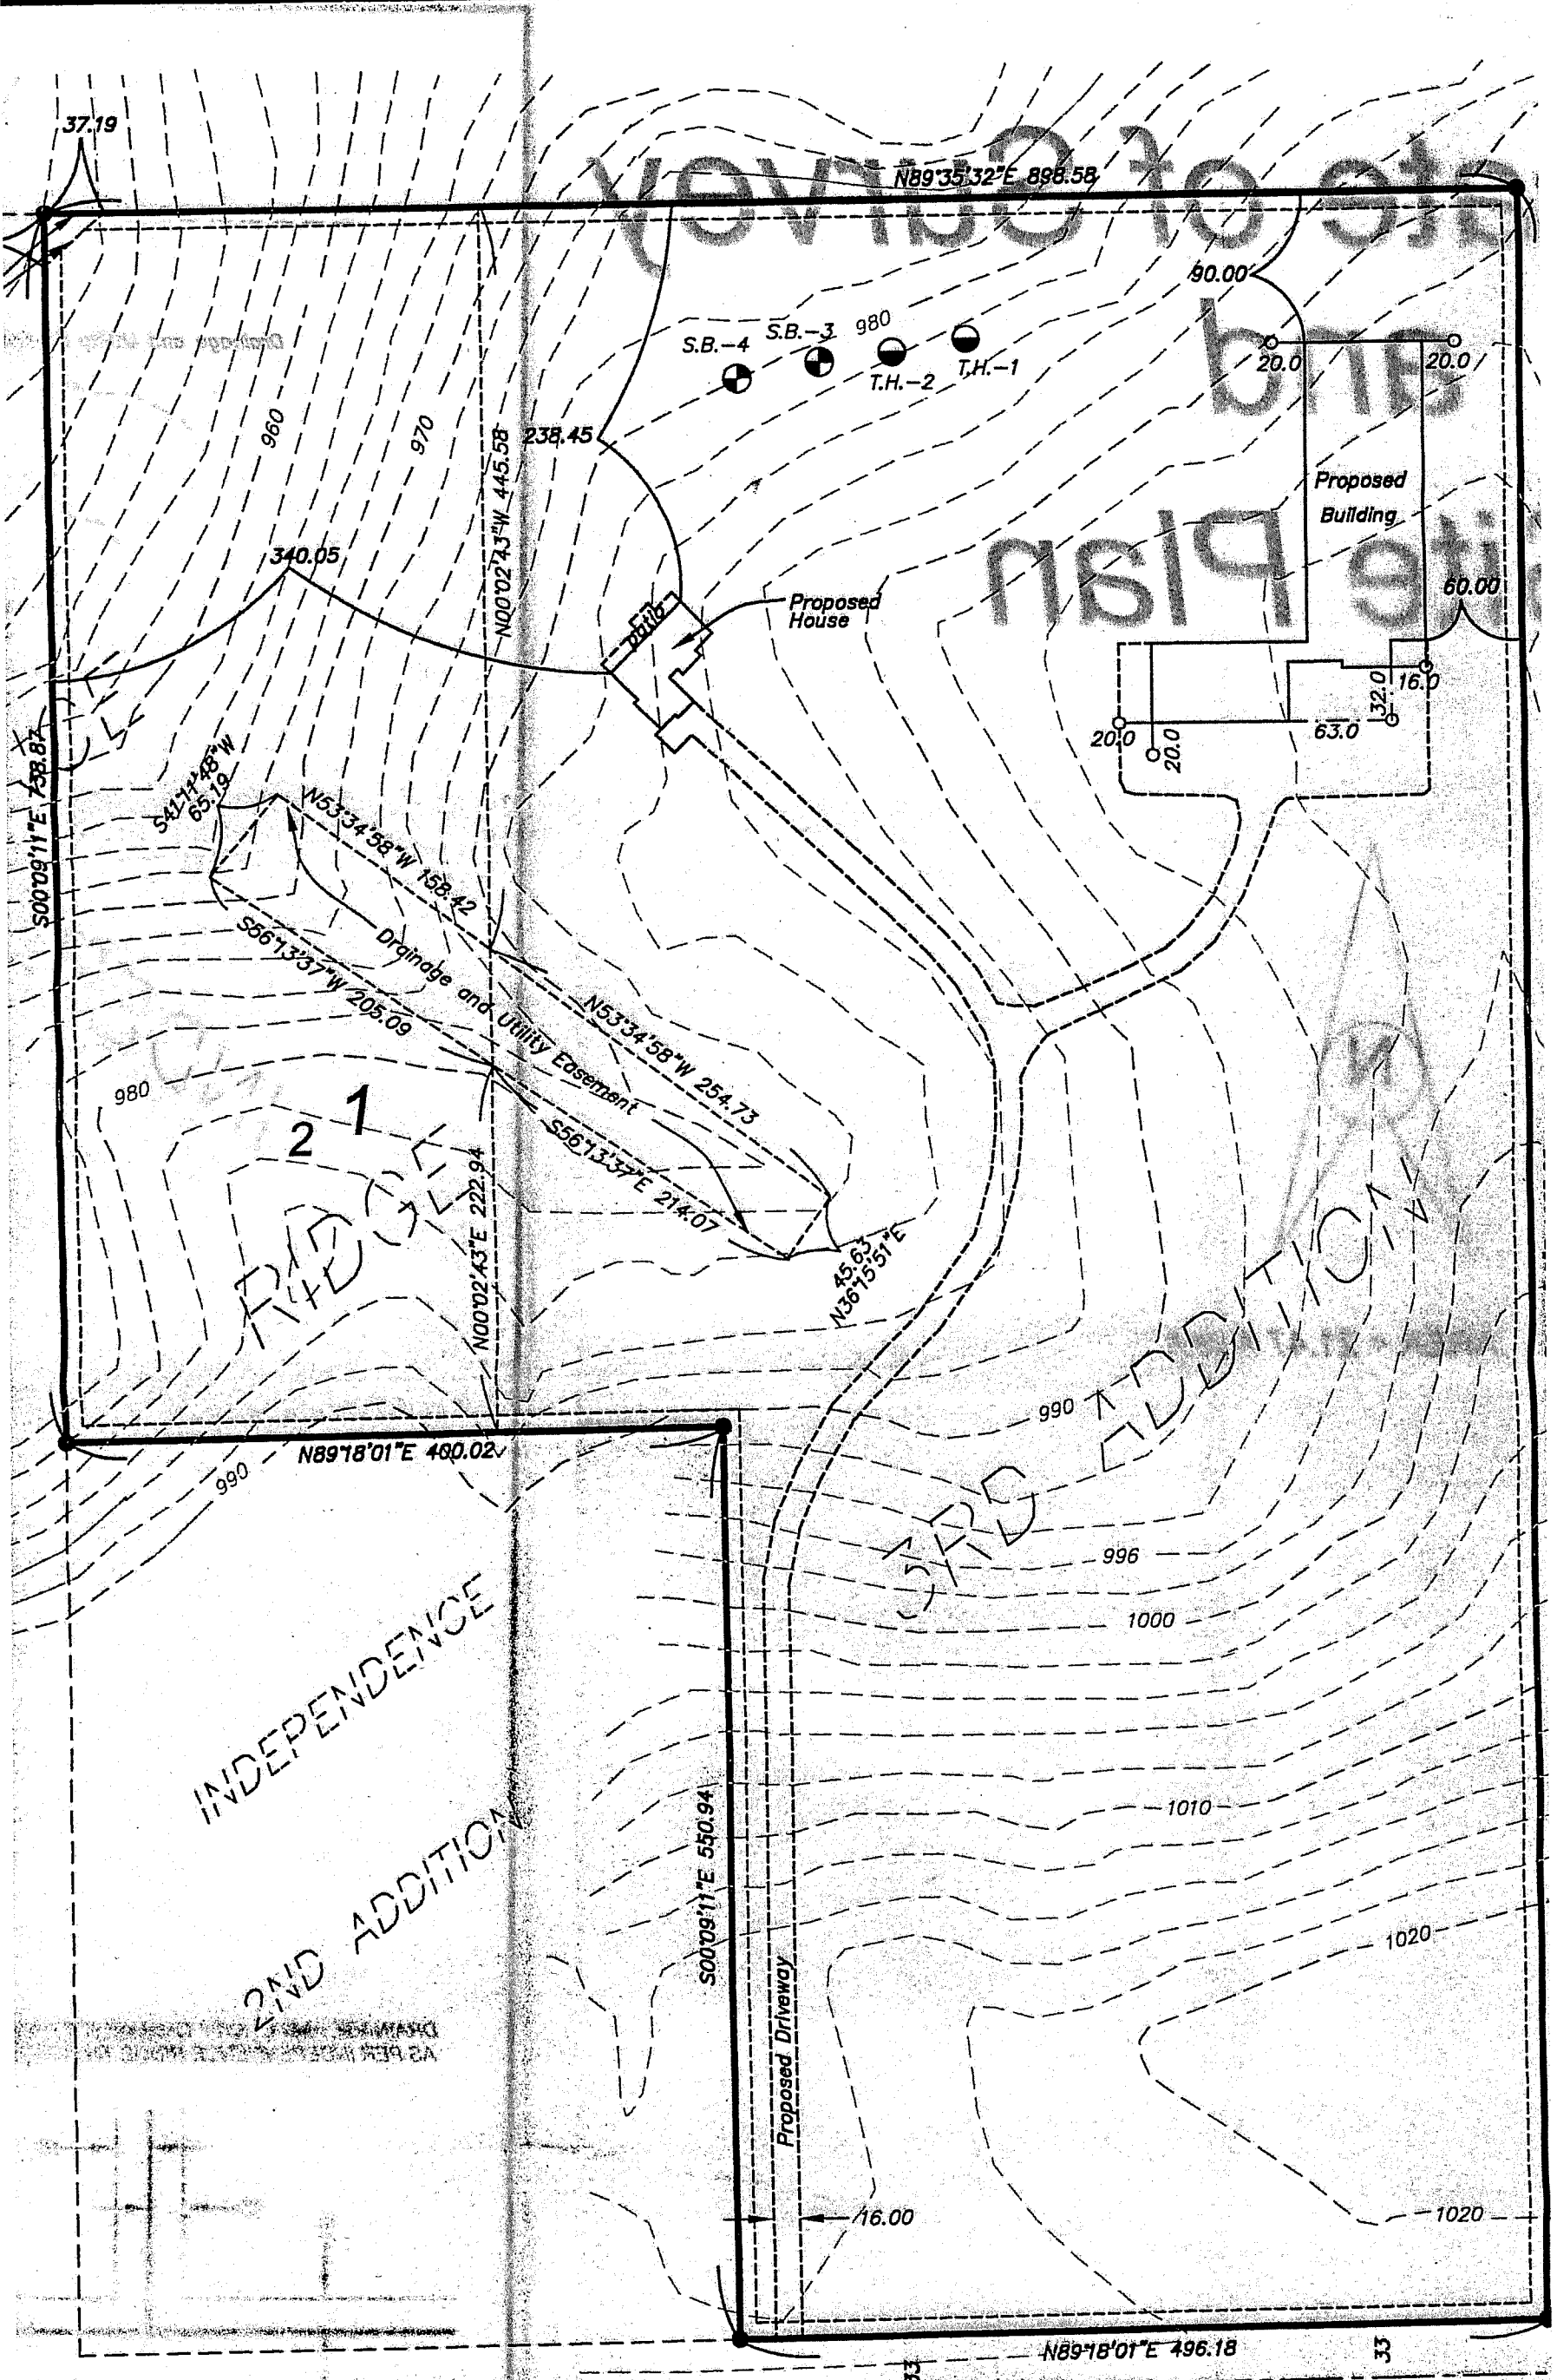 37.19
N89°35'32"E 898.58
ate of Survey
and
ite Plan
90.00
S.B.-4
S.B.-3
980
T.H.-2
T.H.-1
20.0
20.0
960
970
238.45
N00°02'43"W 445.58
Proposed
Building
340.05
patio
Proposed
House
60.00
16.0
32.0
63.0
20.0
20.0
S00°09'11"E 738.87
S41°11'48"W
65.19
N53°34'58"W 158.42
Drainage and Utility Easement
S56°13'37"W 205.09
N53°34'58"W 254.73
S56°13'37"E 214.07
45.63
N36°15'51"E
980
1
2
RIDGE
N00°02'43"E 222.94
N
N89°18'01"E 400.02
990
990
3RD ADDITION
996
1000
INDEPENDENCE
2ND ADDITION
S00°09'11"E 550.94
1010
1020
Proposed Driveway
16.00
1020
N89°18'01"E 496.18
33
33